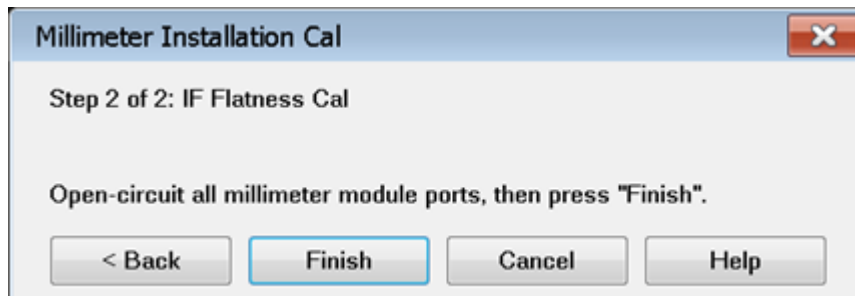 Millimeter Installation Cal
Step 2 of 2: IF Flatness Cal
Open-circuit all millimeter module ports, then press "Finish".
< Back Finish Cancel Help